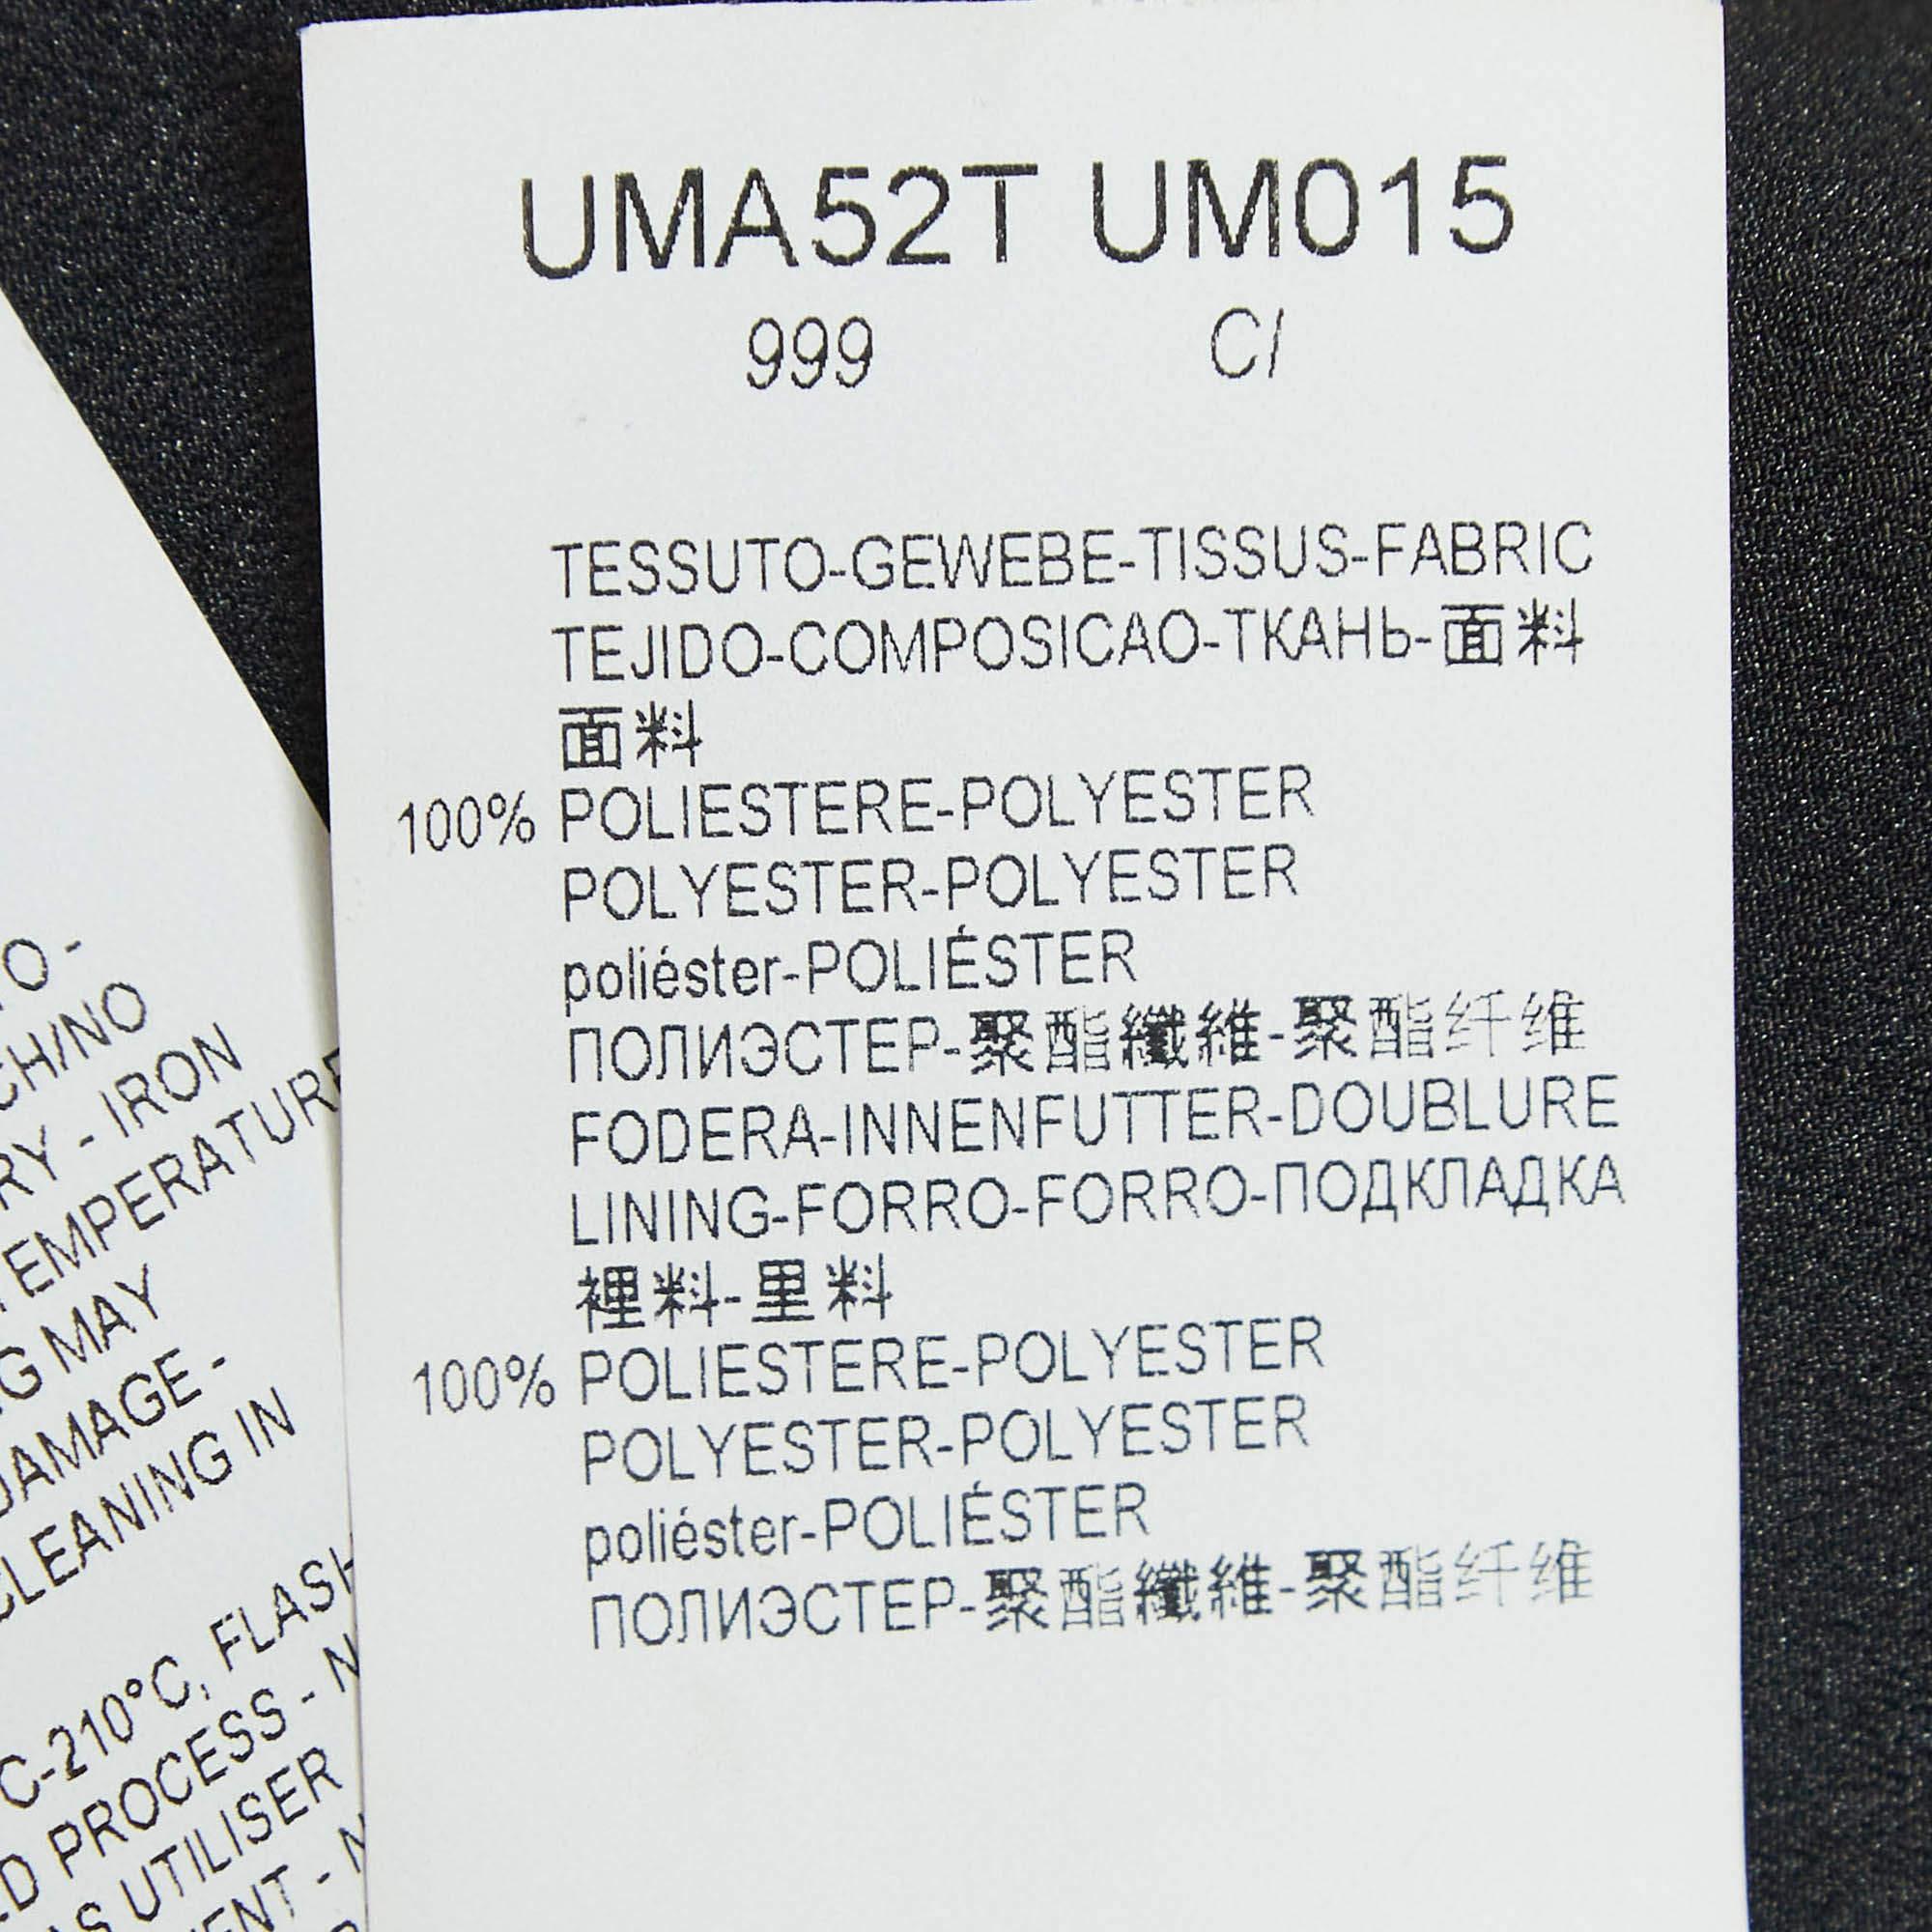 UMA52T UM015
999 C/
TESSUTO-GEWEBE-TISSUS-FABRIC
TEJIDO-COMPOSICAO-ТКАНЬ-面料
面料
100% POLIESTERE-POLYESTER
POLYESTER-POLYESTER
poliéster-POLIÉSTER
ПОЛИЭСТЕР-聚酯纖維-聚酯纤维
FODERA-INNENFUTTER-DOUBLURE
LINING-FORRO-FORRO-ПОДКЛАДКА
裡料-里料
100% POLIESTERE-POLYESTER
POLYESTER-POLYESTER
poliéster-POLIÉSTER
ПОЛИЭСТЕР-聚酯纖維-聚酯纤维
CH/NO
- IRON
TEMPERATURE
MAY
DAMAGE -
CLEANING IN
C-210°C, FLASH
PROCESS -
UTILISER